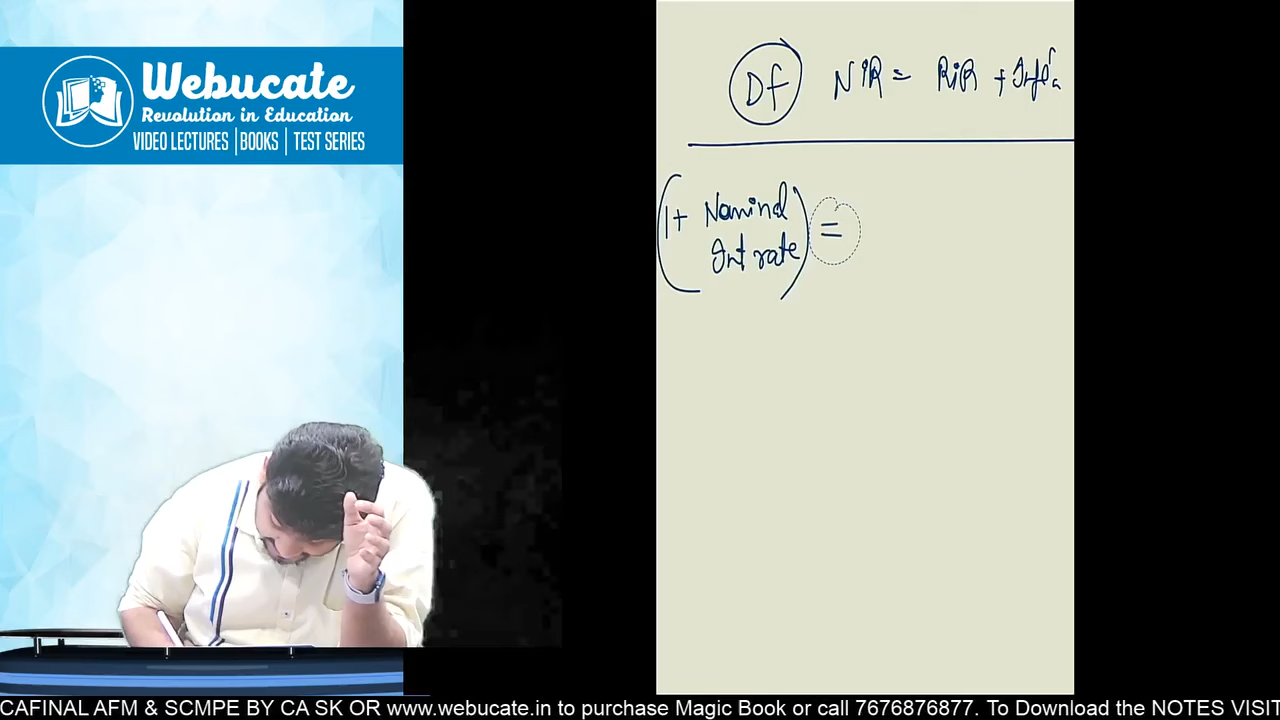 Webucate
Revolution in Education
VIDEO LECTURES | BOOKS | TEST SERIES
Df NIR = RIR + Infln
(1+ Nominal
Int rate) =
CAFINAL AFM & SCMPE BY CA SK OR www.webucate.in to purchase Magic Book or call 7676876877. To Download the NOTES VISIT